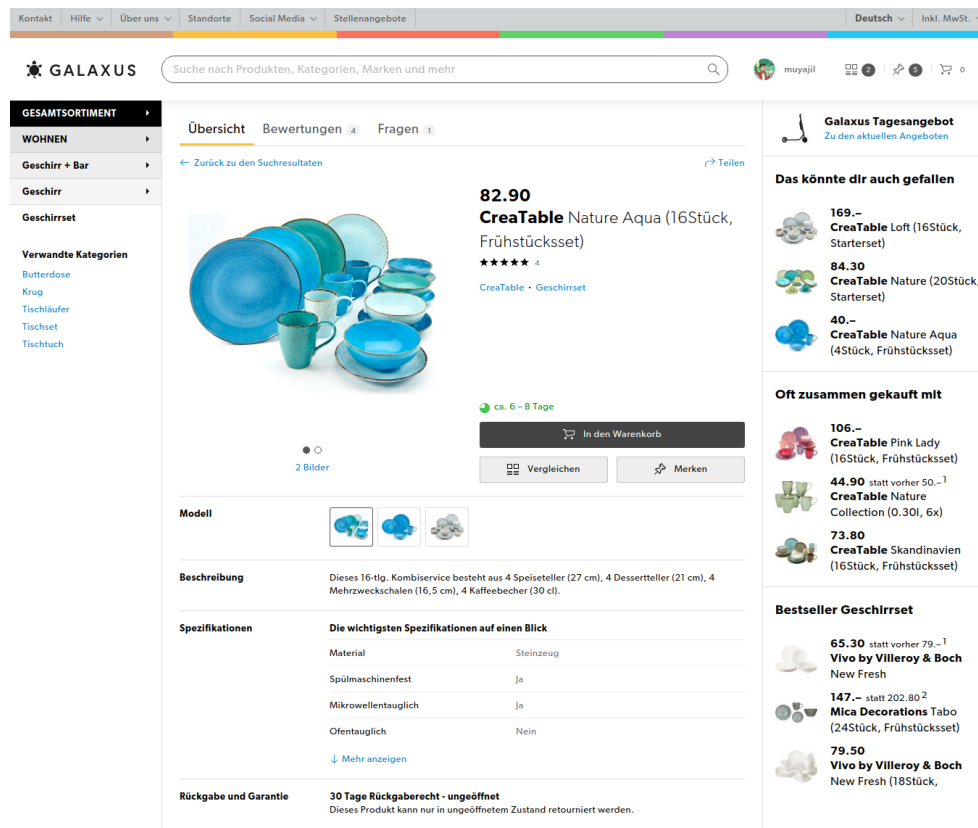 Kontakt
Hilfe
Über uns
Standorte
Social Media
Stellenangebote
Deutsch
Inkl. MwSt.
GALAXUS
Suche nach Produkten, Kategorien, Marken und mehr
muyajil
2
5
0
GESAMTSORTIMENT
WOHNEN
Geschirr + Bar
Geschirr
Geschirrset
Verwandte Kategorien
Butterdose
Krug
Tischläufer
Tischset
Tischtuch
Übersicht
Bewertungen 4
Fragen 1
← Zurück zu den Suchresultaten
Teilen
82.90
CreaTable Nature Aqua (16Stück,
Frühstücksset)
★★★★★ 4
CreaTable • Geschirrset
ca. 6 – 8 Tage
In den Warenkorb
Vergleichen
Merken
2 Bilder
Modell
Beschreibung
Dieses 16-tlg. Kombiservice besteht aus 4 Speiseteller (27 cm), 4 Dessertteller (21 cm), 4
Mehrzweckschalen (16,5 cm), 4 Kaffeebecher (30 cl).
Spezifikationen
Die wichtigsten Spezifikationen auf einen Blick
Material Steinzeug
Spülmaschinenfest Ja
Mikrowellentauglich Ja
Ofentauglich Nein
↓ Mehr anzeigen
Rückgabe und Garantie
30 Tage Rückgaberecht - ungeöffnet
Dieses Produkt kann nur in ungeöffnetem Zustand retourniert werden.
Galaxus Tagesangebot
Zu den aktuellen Angeboten
Das könnte dir auch gefallen
169.–
CreaTable Loft (16Stück,
Starterset)
84.30
CreaTable Nature (20Stück,
Starterset)
40.–
CreaTable Nature Aqua
(4Stück, Frühstücksset)
Oft zusammen gekauft mit
106.–
CreaTable Pink Lady
(16Stück, Frühstücksset)
44.90 statt vorher 50.–1
CreaTable Nature
Collection (0.30l, 6x)
73.80
CreaTable Skandinavien
(16Stück, Frühstücksset)
Bestseller Geschirrset
65.30 statt vorher 79.–1
Vivo by Villeroy & Boch
New Fresh
147.– statt 202.80 2
Mica Decorations Tabo
(24Stück, Frühstücksset)
79.50
Vivo by Villeroy & Boch
New Fresh (18Stück,